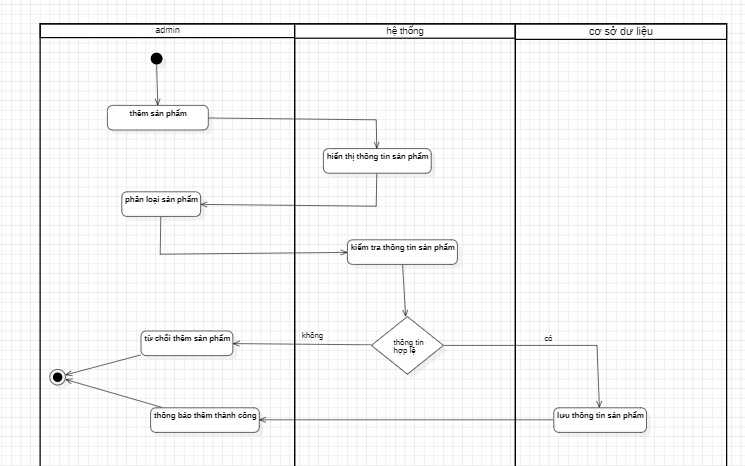 admin
hệ thống
cơ sở dư liệu
thêm sản phẩm
hiển thị thông tin sản phẩm
phân loại sản phẩm
kiểm tra thông tin sản phẩm
từ chối thêm sản phẩm
không
thông tin
hợp lệ
có
thông báo thêm thành công
lưu thông tin sản phẩm